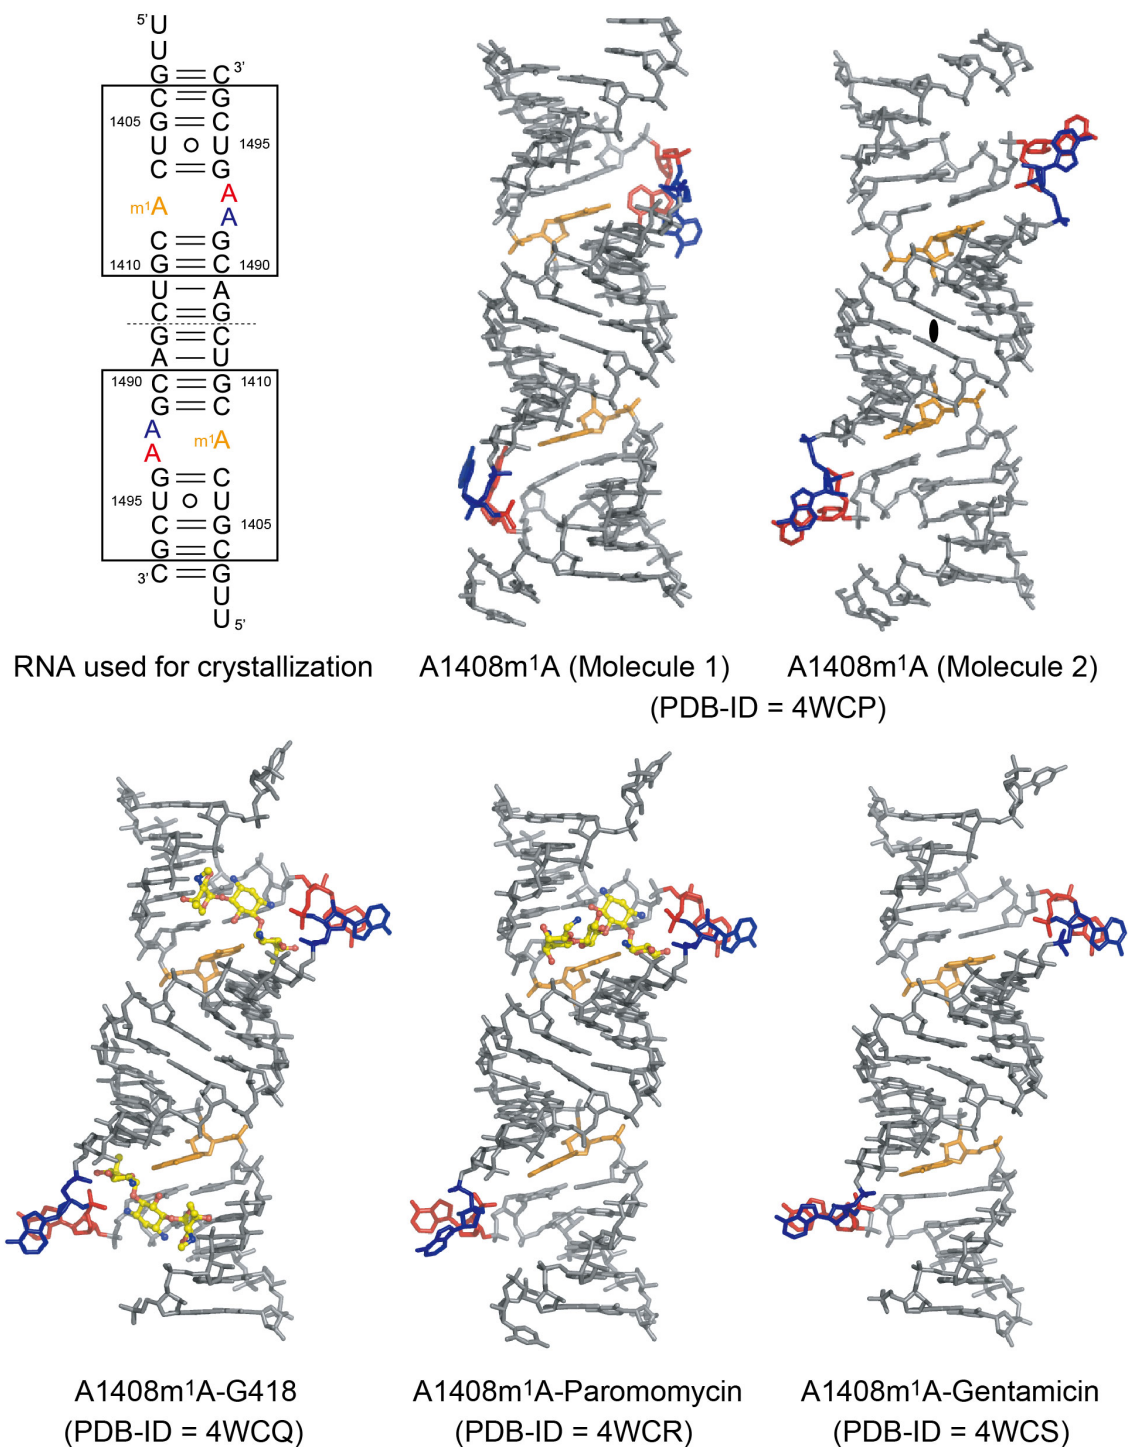 5' U
U
G C 3'
C G
1405 G C
U U 1495
C G
A
m1A A
C G
1410 G C 1490
U A
C G
G C
A U
1490 C G 1410
G C
A m1A
A
G C
1495 U U
C G 1405
G C
3' C G
U
U 5'
RNA used for crystallization
A1408m1A (Molecule 1)
A1408m1A (Molecule 2)
(PDB-ID = 4WCP)
A1408m1A-G418
(PDB-ID = 4WCQ)
A1408m1A-Paromomycin
(PDB-ID = 4WCR)
A1408m1A-Gentamicin
(PDB-ID = 4WCS)